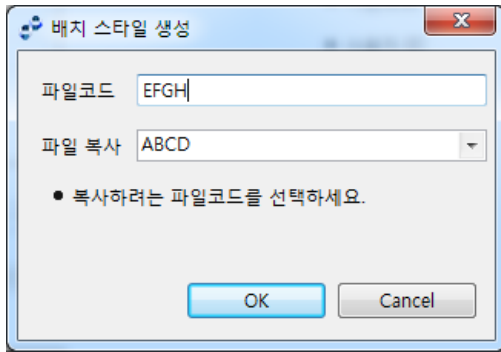 배치 스타일 생성
파일코드 EFGH
파일 복사 ABCD
● 복사하려는 파일코드를 선택하세요.
OK Cancel